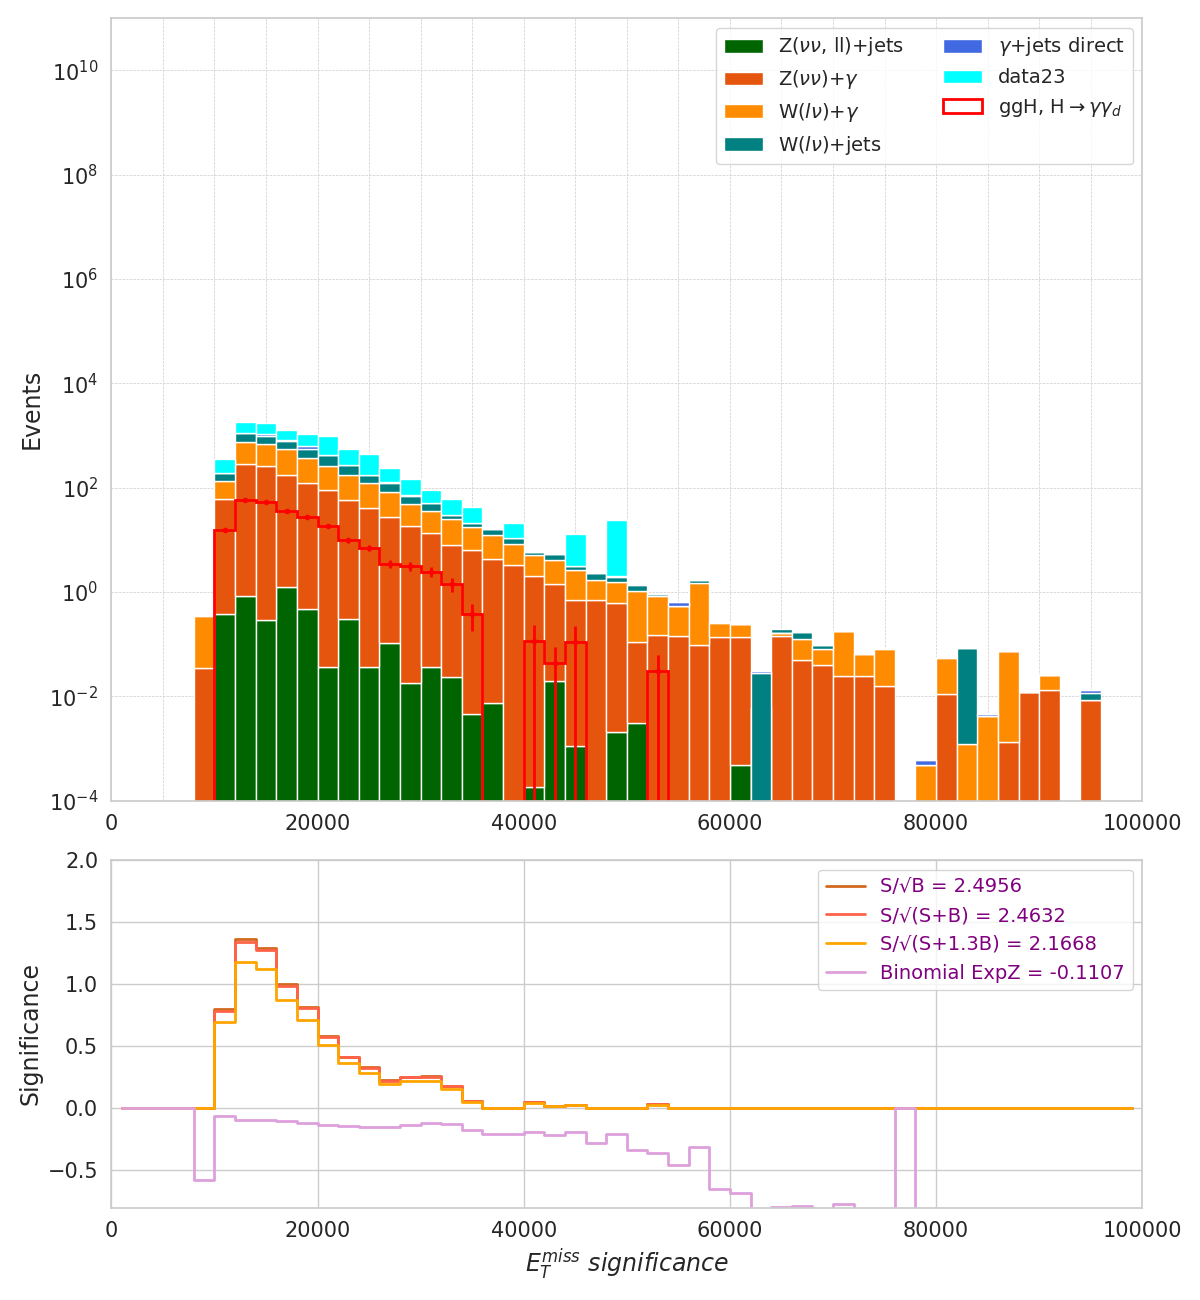 Z(νν, ll)+jets
Z(νν)+γ
W(lν)+γ
W(lν)+jets
γ+jets direct
data23
ggH, H→γγ_d
Events
10^10
10^8
10^6
10^4
10^2
10^0
10^−2
10^−4
0 20000 40000 60000 80000 100000
S/√B = 2.4956
S/√(S+B) = 2.4632
S/√(S+1.3B) = 2.1668
Binomial ExpZ = -0.1107
Significance
2.0
1.5
1.0
0.5
0.0
−0.5
0 20000 40000 60000 80000 100000
E_T^miss significance